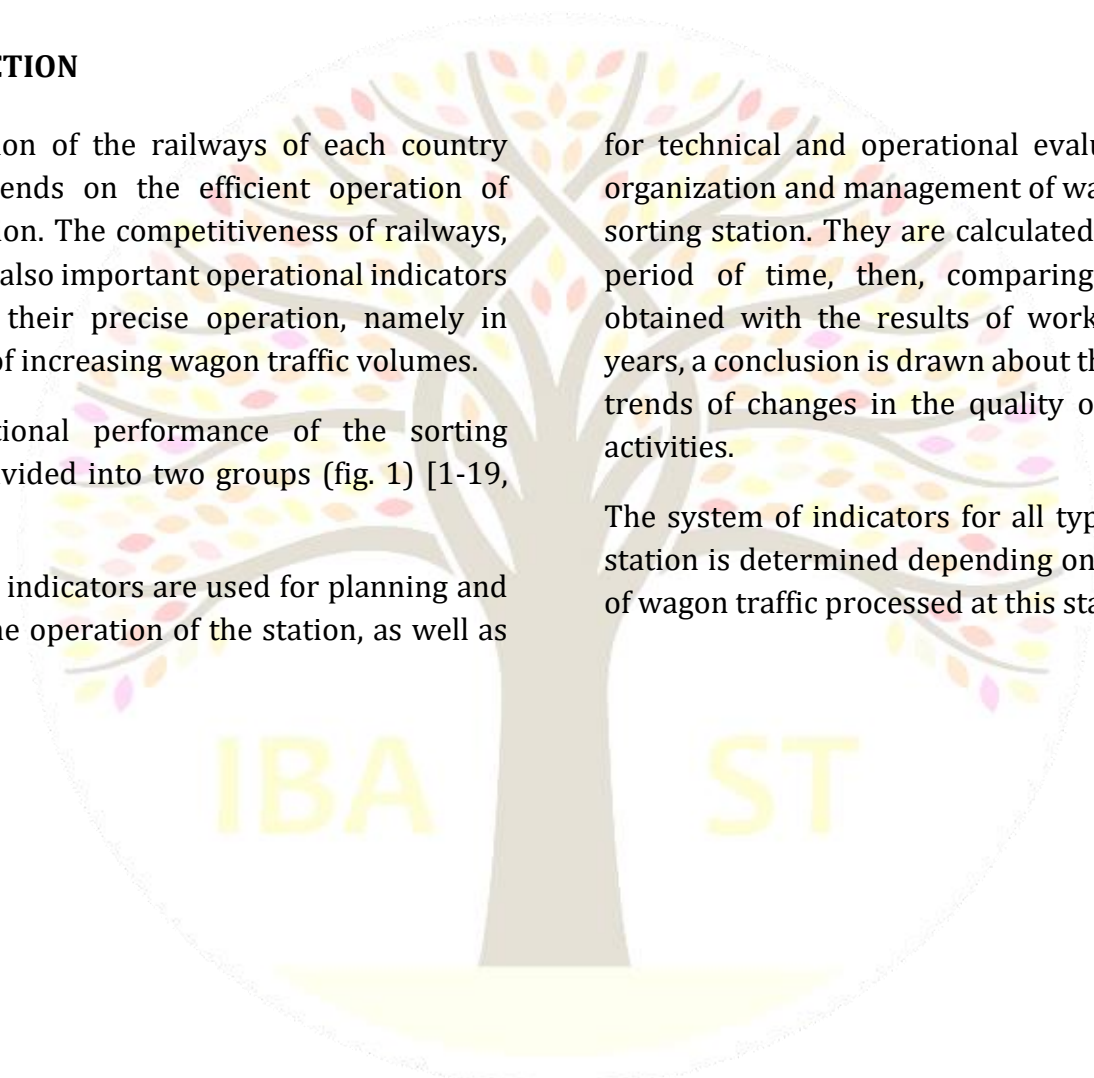 CTION
ion of the railways of each country
ends on the efficient operation of
ion. The competitiveness of railways,
also important operational indicators
their precise operation, namely in
of increasing wagon traffic volumes.
tional performance of the sorting
vided into two groups (fig. 1) [1-19,
indicators are used for planning and
he operation of the station, as well as
for technical and operational evalu
organization and management of wa
sorting station. They are calculated
period of time, then, comparing
obtained with the results of work
years, a conclusion is drawn about th
trends of changes in the quality o
activities.
The system of indicators for all typ
station is determined depending on
of wagon traffic processed at this sta
IBA ST